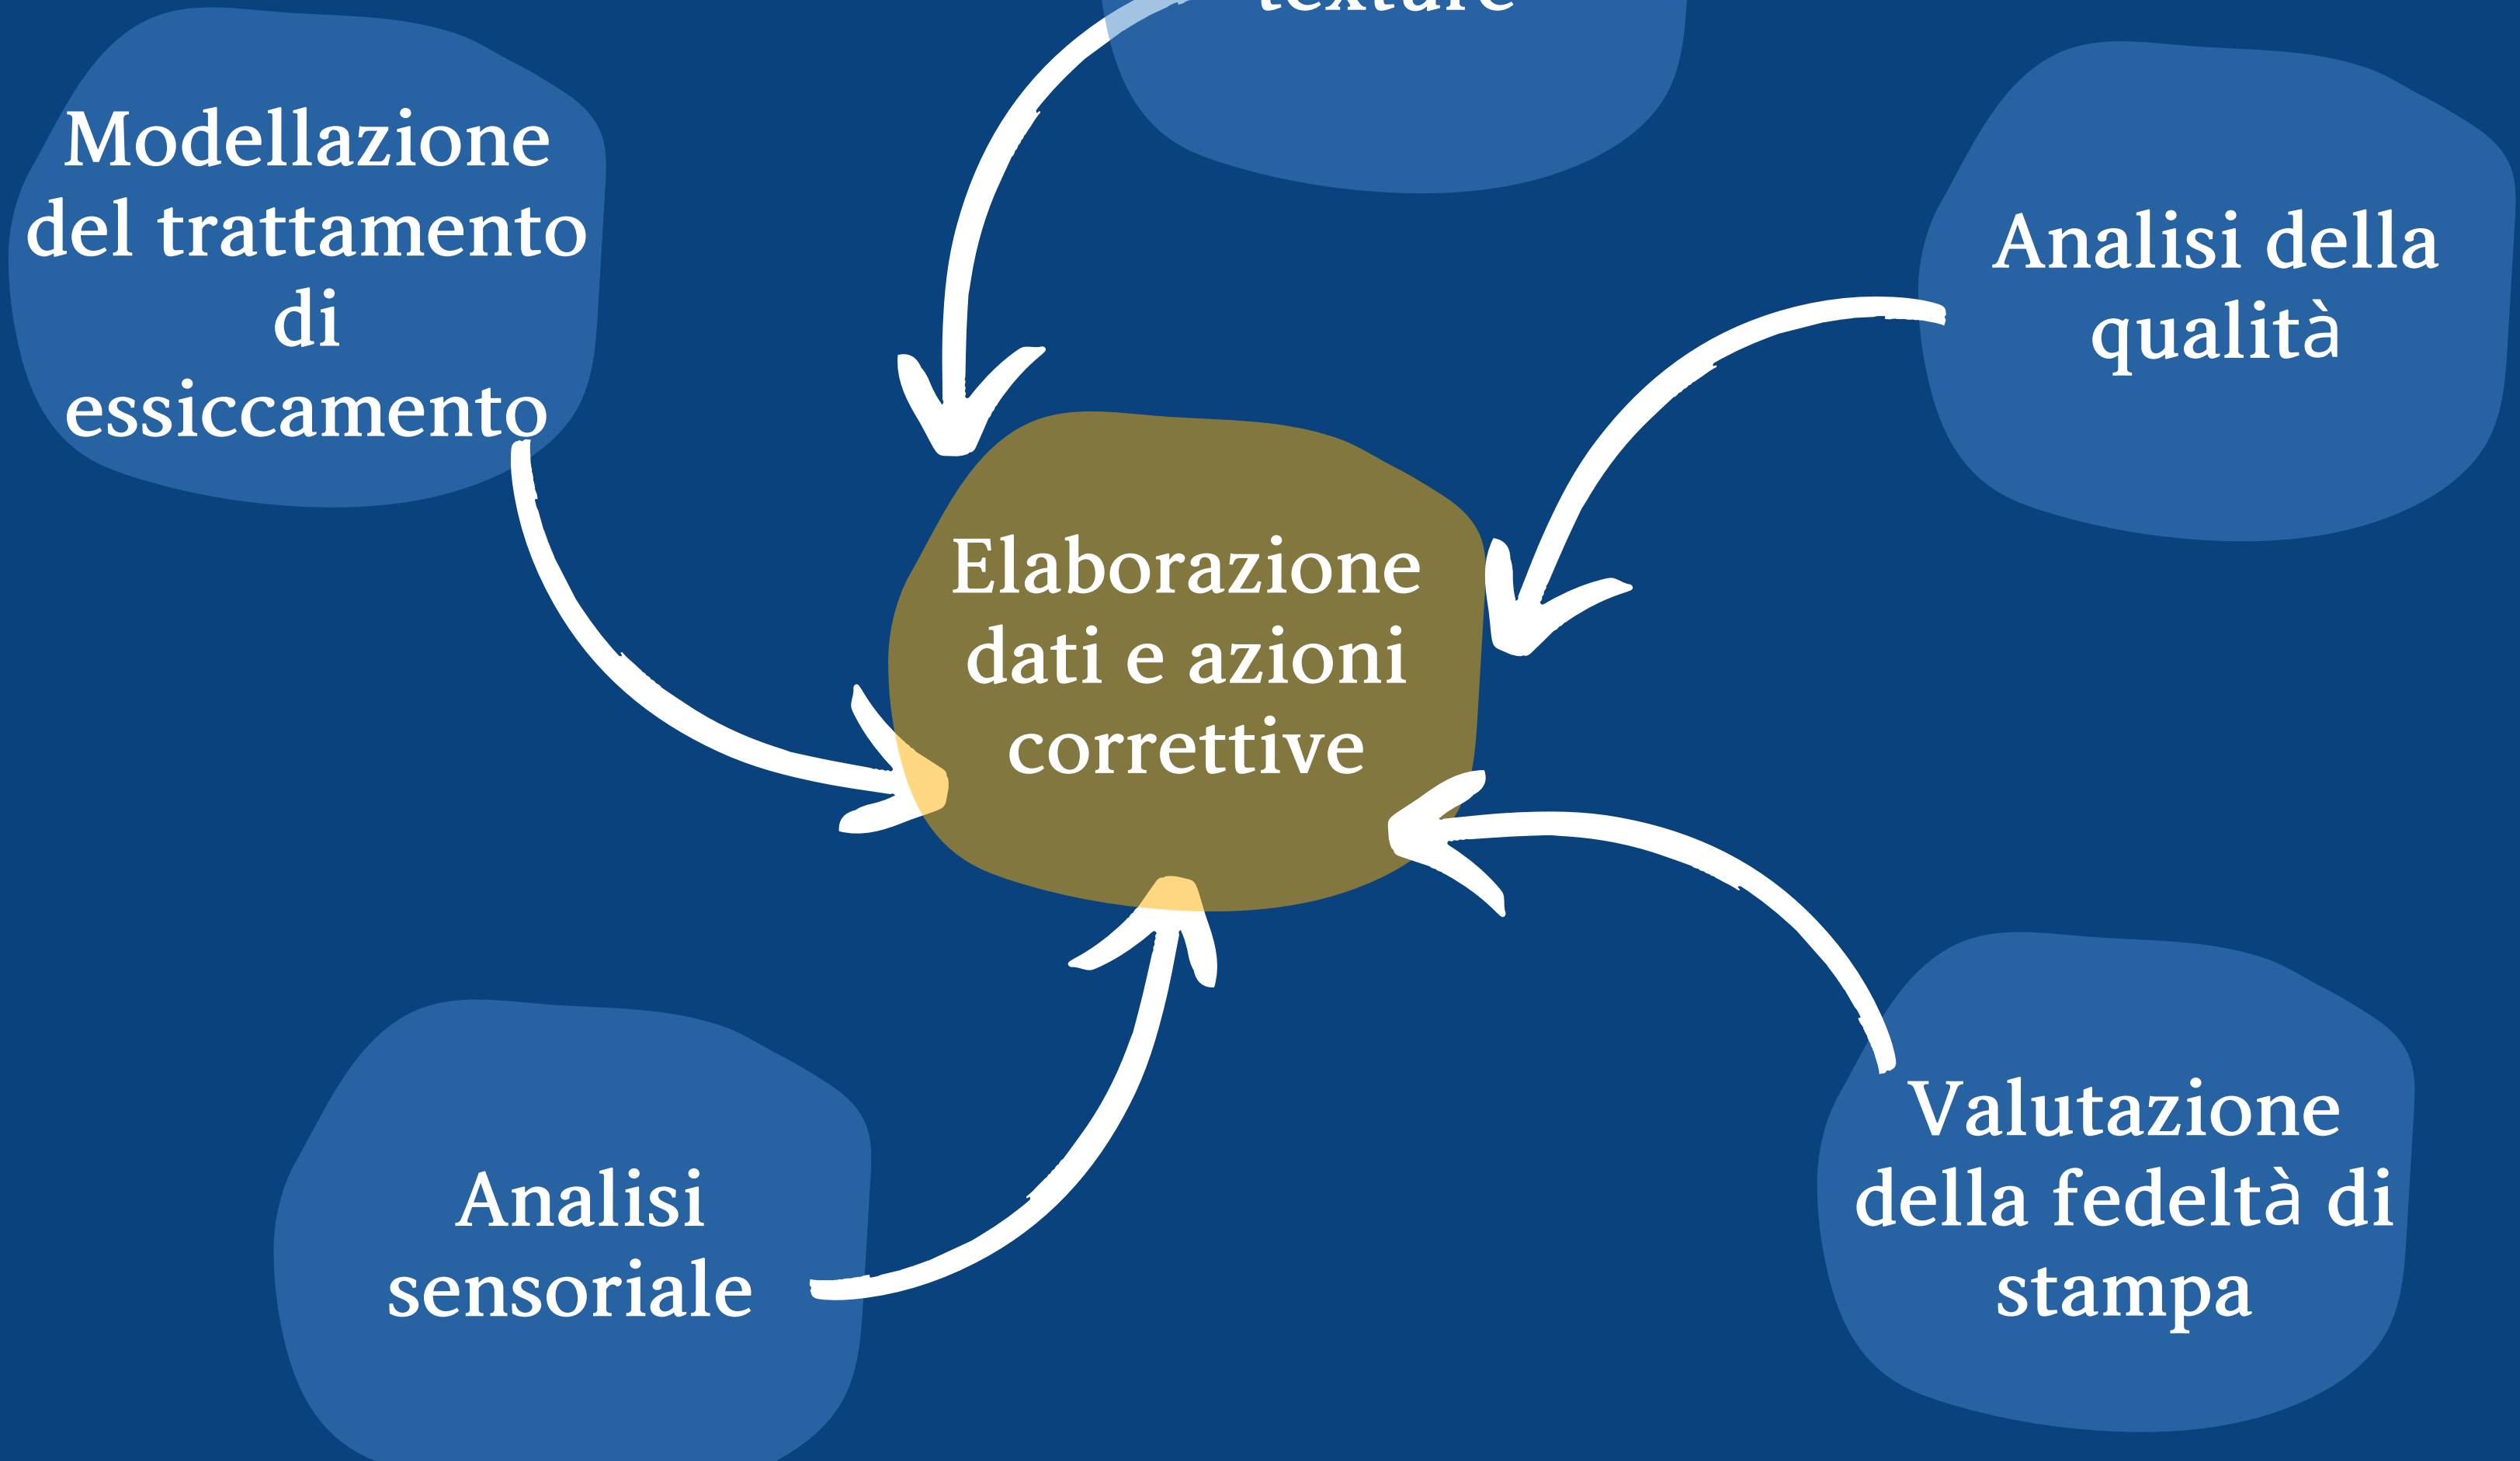 texture
Modellazione
del trattamento
di
essiccamento
Analisi della
qualità
Elaborazione
dati e azioni
correttive
Valutazione
della fedeltà di
stampa
Analisi
sensoriale